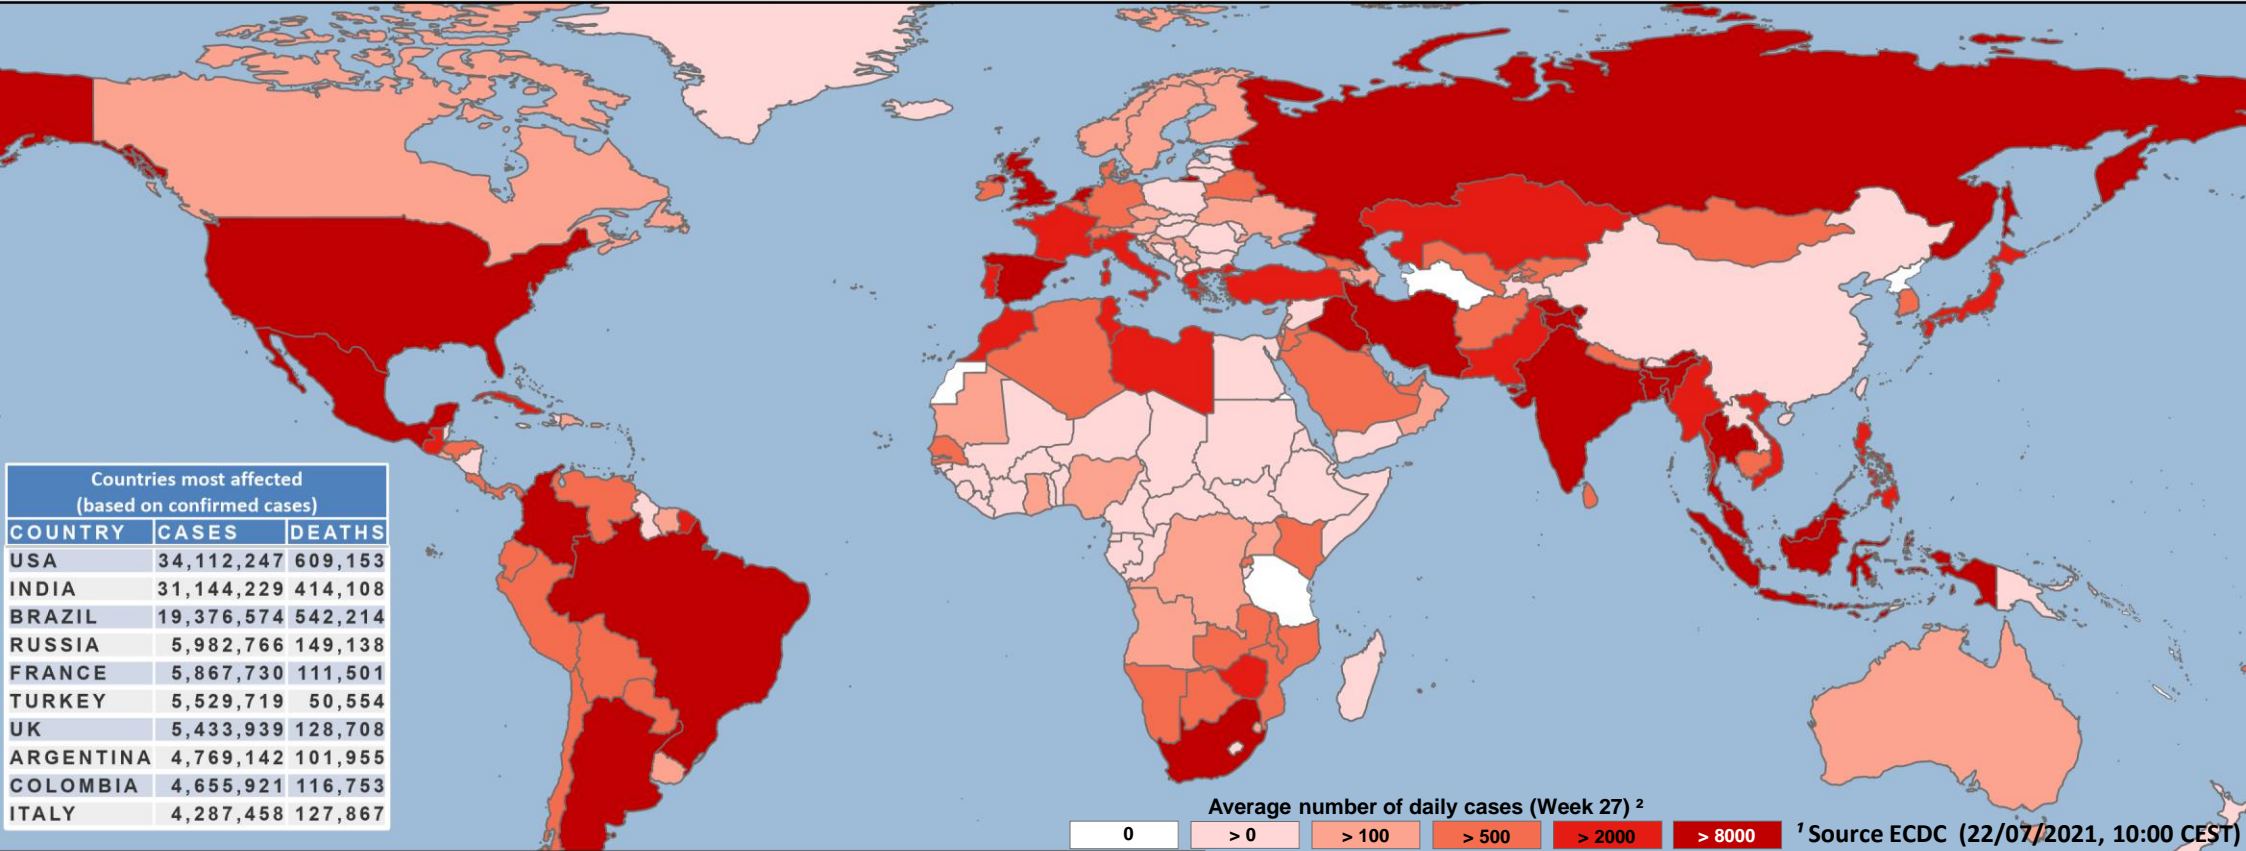 Countries most affected
(based on confirmed cases)
COUNTRY CASES DEATHS
USA 34,112,247 609,153
INDIA 31,144,229 414,108
BRAZIL 19,376,574 542,214
RUSSIA 5,982,766 149,138
FRANCE 5,867,730 111,501
TURKEY 5,529,719 50,554
UK 5,433,939 128,708
ARGENTINA 4,769,142 101,955
COLOMBIA 4,655,921 116,753
ITALY 4,287,458 127,867
Average number of daily cases (Week 27) ²
0 > 0 > 100 > 500 > 2000 > 8000
¹ Source ECDC (22/07/2021, 10:00 CEST)